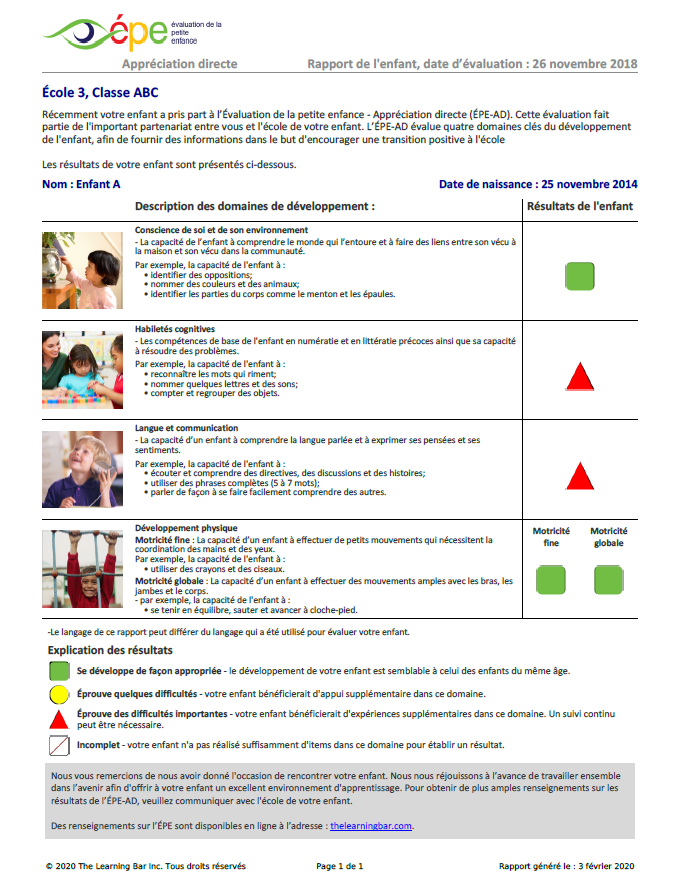 épe évaluation de la
petite
enfance
Appréciation directe Rapport de l'enfant, date d'évaluation : 26 novembre 2018
École 3, Classe ABC
Récemment votre enfant a pris part à l'Évaluation de la petite enfance - Appréciation directe (ÉPE-AD). Cette évaluation fait
partie de l'important partenariat entre vous et l'école de votre enfant. L'ÉPE-AD évalue quatre domaines clés du développement
de l'enfant, afin de fournir des informations dans le but d'encourager une transition positive à l'école
Les résultats de votre enfant sont présentés ci-dessous.
Nom : Enfant A Date de naissance : 25 novembre 2014
Description des domaines de développement : Résultats de l'enfant
Conscience de soi et de son environnement
- La capacité de l'enfant à comprendre le monde qui l'entoure et à faire des liens entre son vécu à
la maison et son vécu dans la communauté.
Par exemple, la capacité de l'enfant à :
• identifier des oppositions;
• nommer des couleurs et des animaux;
• identifier les parties du corps comme le menton et les épaules.
Habiletés cognitives
- Les compétences de base de l'enfant en numératie et en littératie précoces ainsi que sa capacité
à résoudre des problèmes.
Par exemple, la capacité de l'enfant à :
• reconnaître les mots qui riment;
• nommer quelques lettres et des sons;
• compter et regrouper des objets.
Langue et communication
- La capacité d'un enfant à comprendre la langue parlée et à exprimer ses pensées et ses
sentiments.
Par exemple, la capacité de l'enfant à :
• écouter et comprendre des directives, des discussions et des histoires;
• utiliser des phrases complètes (5 à 7 mots);
• parler de façon à se faire facilement comprendre des autres.
Développement physique
Motricité fine : La capacité d'un enfant à effectuer de petits mouvements qui nécessitent la
coordination des mains et des yeux.
Par exemple, la capacité de l'enfant à :
• utiliser des crayons et des ciseaux.
Motricité globale : La capacité d'un enfant à effectuer des mouvements amples avec les bras, les
jambes et le corps.
- par exemple, la capacité de l'enfant à :
• se tenir en équilibre, sauter et avancer à cloche-pied.
Motricité
fine
Motricité
globale
-Le langage de ce rapport peut différer du langage qui a été utilisé pour évaluer votre enfant.
Explication des résultats
Se développe de façon appropriée - le développement de votre enfant est semblable à celui des enfants du même âge.
Éprouve quelques difficultés - votre enfant bénéficierait d'appui supplémentaire dans ce domaine.
Éprouve des difficultés importantes - votre enfant bénéficierait d'expériences supplémentaires dans ce domaine. Un suivi continu
peut être nécessaire.
Incomplet - votre enfant n'a pas réalisé suffisamment d'items dans ce domaine pour établir un résultat.
Nous vous remercions de nous avoir donné l'occasion de rencontrer votre enfant. Nous nous réjouissons à l'avance de travailler ensemble
dans l'avenir afin d'offrir à votre enfant un excellent environnement d'apprentissage. Pour obtenir de plus amples renseignements sur les
résultats de l'ÉPE-AD, veuillez communiquer avec l'école de votre enfant.
Des renseignements sur l'ÉPE sont disponibles en ligne à l'adresse : thelearningbar.com.
© 2020 The Learning Bar Inc. Tous droits réservés Page 1 de 1 Rapport généré le : 3 février 2020